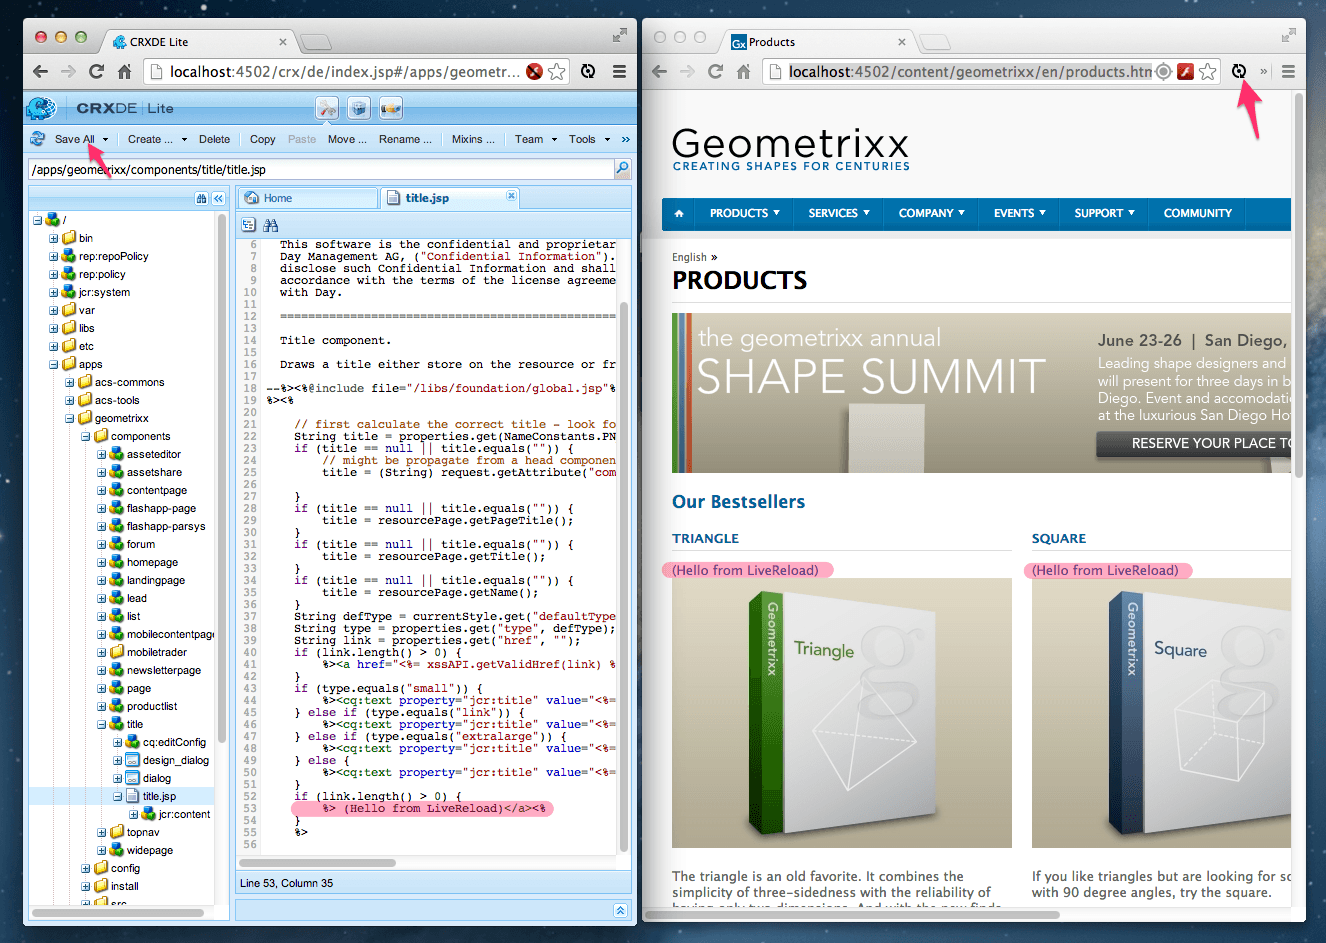 CRXDE Lite
localhost:4502/crx/de/index.jsp#/apps/geometr...
CRXDE | Lite
Save All
Create ...
Delete
Copy
Paste
Move ...
Rename ...
Mixins ...
Team
Tools
»
/apps/geometrixx/components/title/title.jsp
/
bin
rep:repoPolicy
rep:policy
jcr:system
var
libs
etc
apps
acs-commons
acs-tools
geometrixx
components
asseteditor
assetshare
contentpage
flashapp-page
flashapp-parsys
forum
homepage
landingpage
lead
list
mobilecontentpage
mobiletrader
newsletterpage
page
productlist
title
cq:editConfig
design_dialog
dialog
title.jsp
jcr:content
topnav
widepage
config
install
src
Home
title.jsp
6 This software is the confidential and proprietar
7 Day Management AG, ("Confidential Information").
8 disclose such Confidential Information and shall
9 accordance with the terms of the license agreeme
10 with Day.
11
12 ================================================
13
14 Title component.
15
16 Draws a title either store on the resource or fr
17
18 --%><%@include file="/libs/foundation/global.jsp"%
19 %><%
20
21 // first calculate the correct title - look fo
22 String title = properties.get(NameConstants.PN
23 if (title == null || title.equals("")) {
24 // might be propagate from a head componen
25 title = (String) request.getAttribute("com
26
27 }
28 if (title == null || title.equals("")) {
29 title = resourcePage.getPageTitle();
30 }
31 if (title == null || title.equals("")) {
32 title = resourcePage.getTitle();
33 }
34 if (title == null || title.equals("")) {
35 title = resourcePage.getName();
36 }
37 String defType = currentStyle.get("defaultType
38 String type = properties.get("type", defType);
39 String link = properties.get("href", "");
40 if (link.length() > 0) {
41 %><a href="<%= xssAPI.getValidHref(link) %
42 }
43 if (type.equals("small")) {
44 %><cq:text property="jcr:title" value="<%=
45 } else if (type.equals("link")) {
46 %><cq:text property="jcr:title" value="<%=
47 } else if (type.equals("extralarge")) {
48 %><cq:text property="jcr:title" value="<%=
49 } else {
50 %><cq:text property="jcr:title" value="<%=
51 }
52 if (link.length() > 0) {
53 %> (Hello from LiveReload)</a><%
54 }
55 %>
56
Line 53, Column 35
Gx Products
localhost:4502/content/geometrixx/en/products.htm
»
Geometrixx
CREATING SHAPES FOR CENTURIES
PRODUCTS
SERVICES
COMPANY
EVENTS
SUPPORT
COMMUNITY
English »
PRODUCTS
the geometrixx annual
SHAPE SUMMIT
June 23-26 | San Diego,
Leading shape designers and
will present for three days in b
Diego. Event and accomodatio
at the luxurious San Diego Ho
RESERVE YOUR PLACE TO
Our Bestsellers
TRIANGLE
(Hello from LiveReload)
Geometrixx
g
Triangle
g
The triangle is an old favorite. It combines the
simplicity of three-sidedness with the reliability of
having only two dimensions. And with the new finds
SQUARE
(Hello from LiveReload)
Geometrixx
g
Square
g
If you like triangles but are looking for so
with 90 degree angles, try the square.